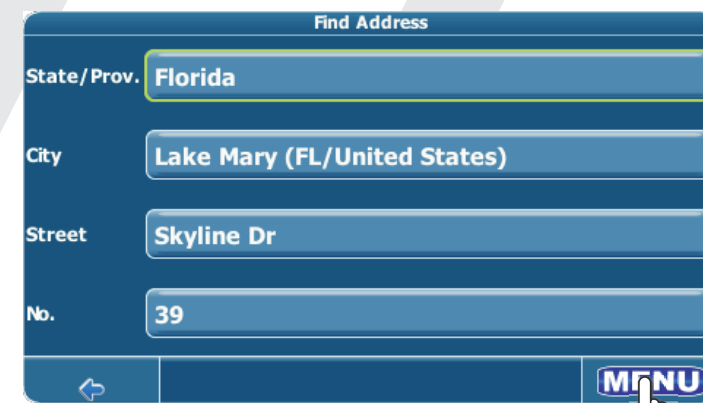 Find Address
State/Prov. Florida
City Lake Mary (FL/United States)
Street Skyline Dr
No. 39
MENU